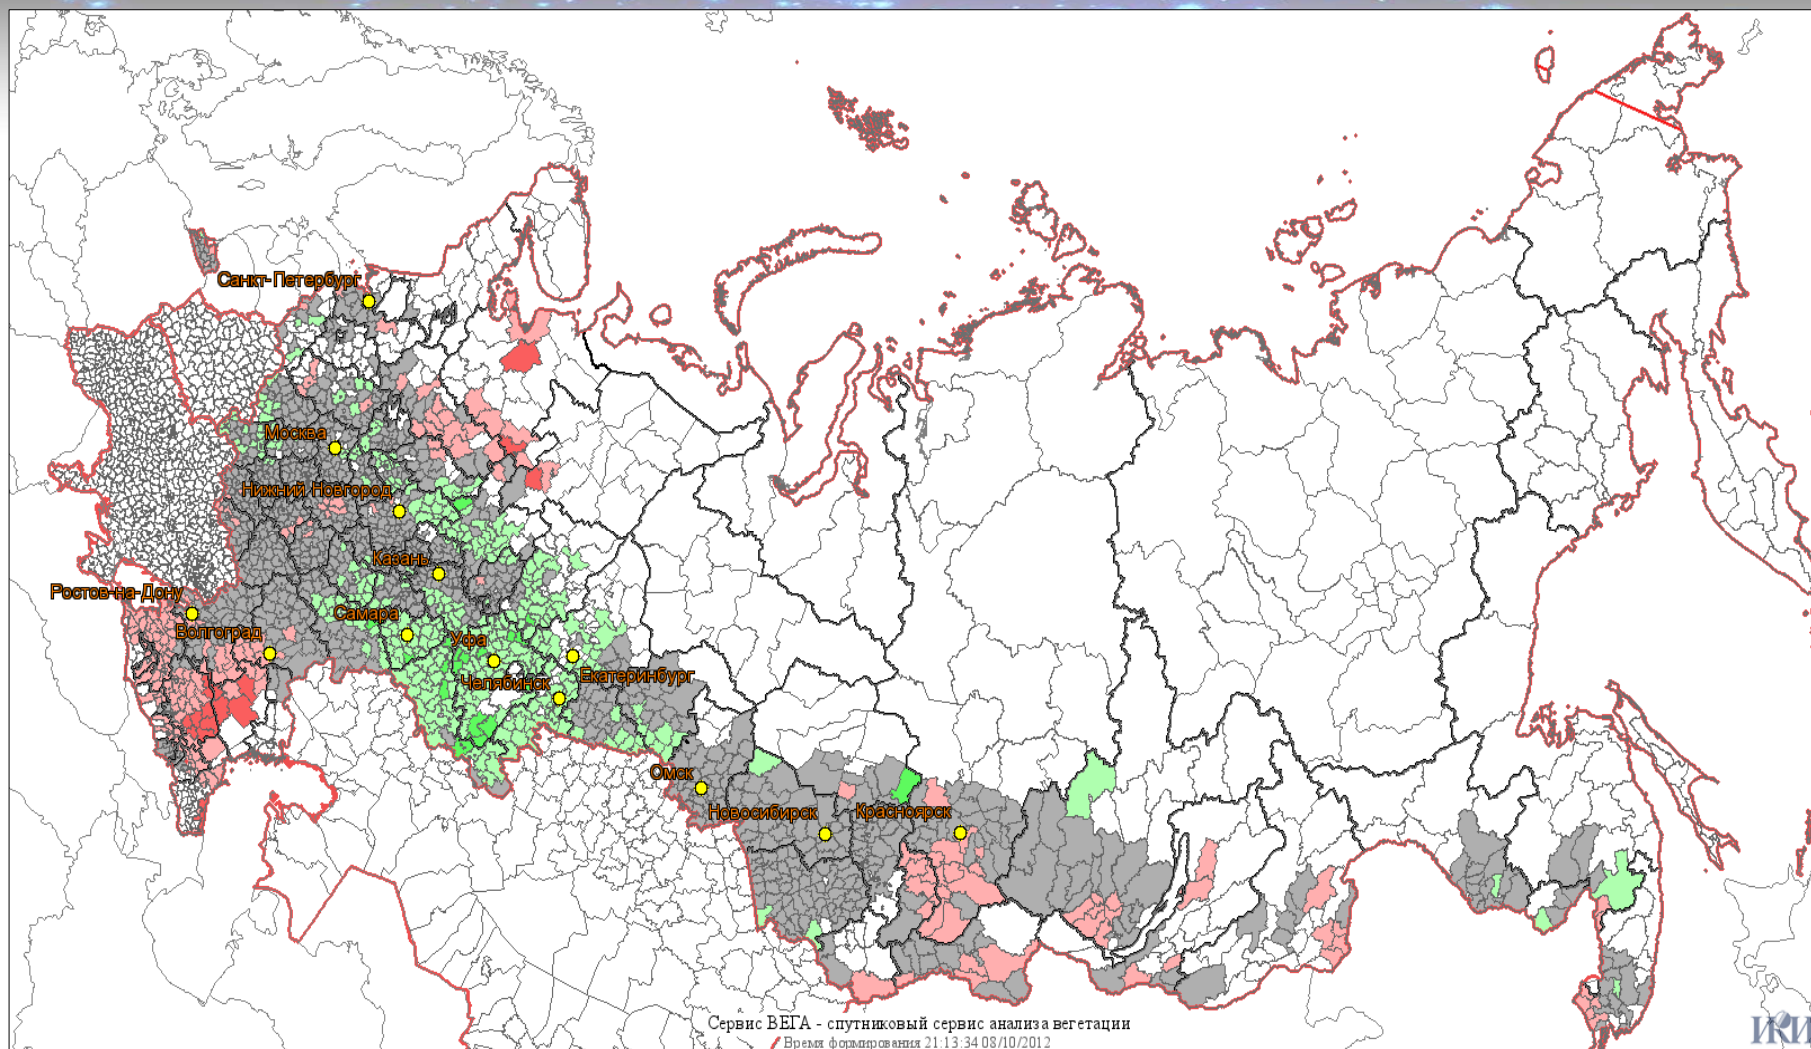 Санкт-Петербург
Москва
Нижний Новгород
Казань
Ростов-на-Дону
Самара
Волгоград
Уфа
Екатеринбург
Челябинск
Омск
Новосибирск
Красноярск
Сервис ВЕГА - спутниковый сервис анализа вегетации
Время формирования 21:13:34 08/10/2012
ИКИ